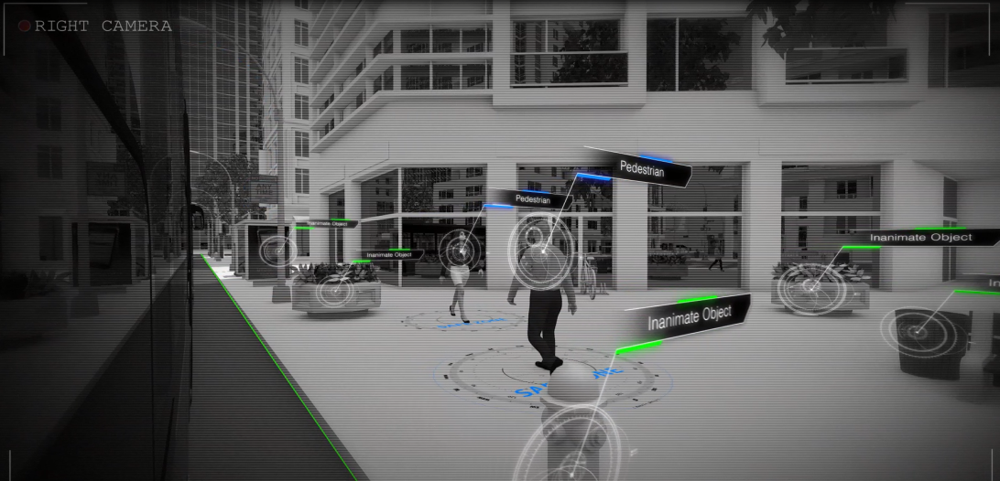 RIGHT CAMERA
Pedestrian
Pedestrian
Inanimate Object
Inanimate Object
Inanimate Object
Inanimate Object